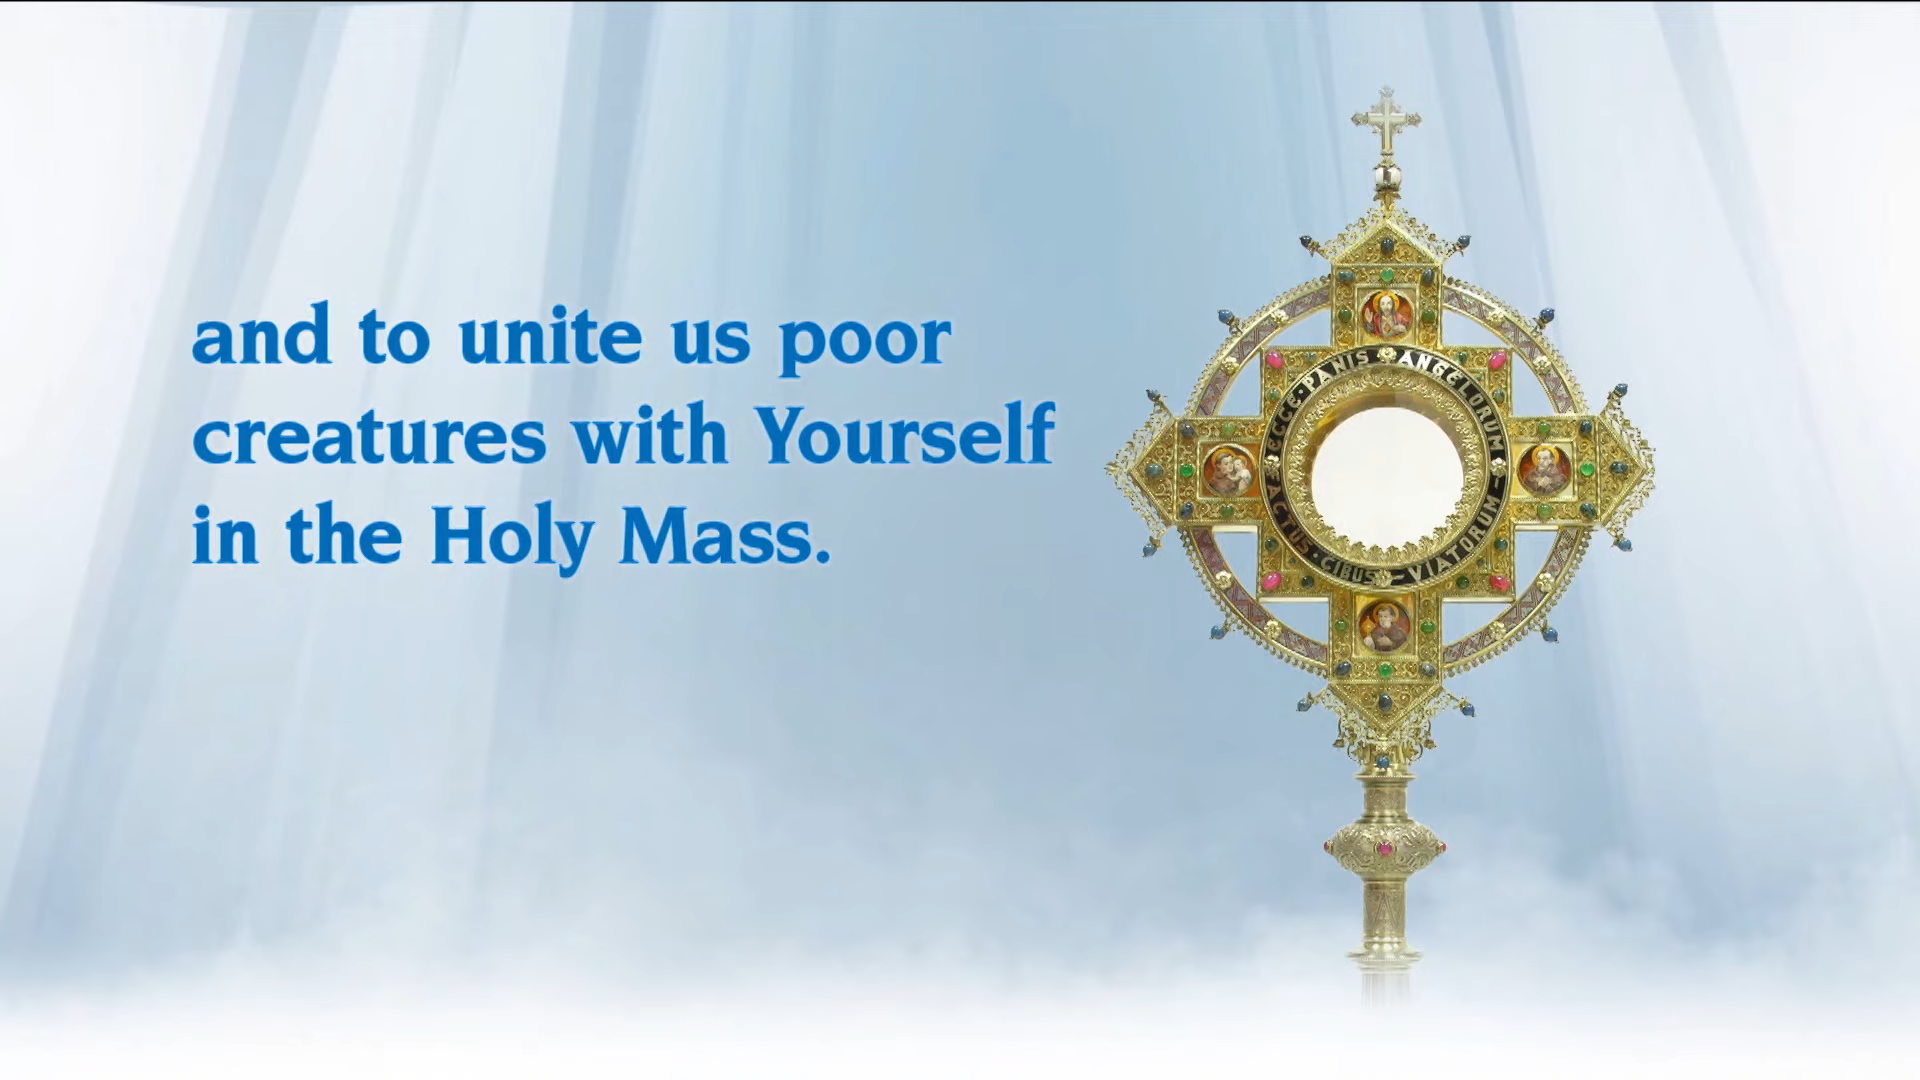 and to unite us poor
creatures with Yourself
in the Holy Mass.
ECCE · PANIS ANGELORUM
FACTUS · CIBUS VIATORUM